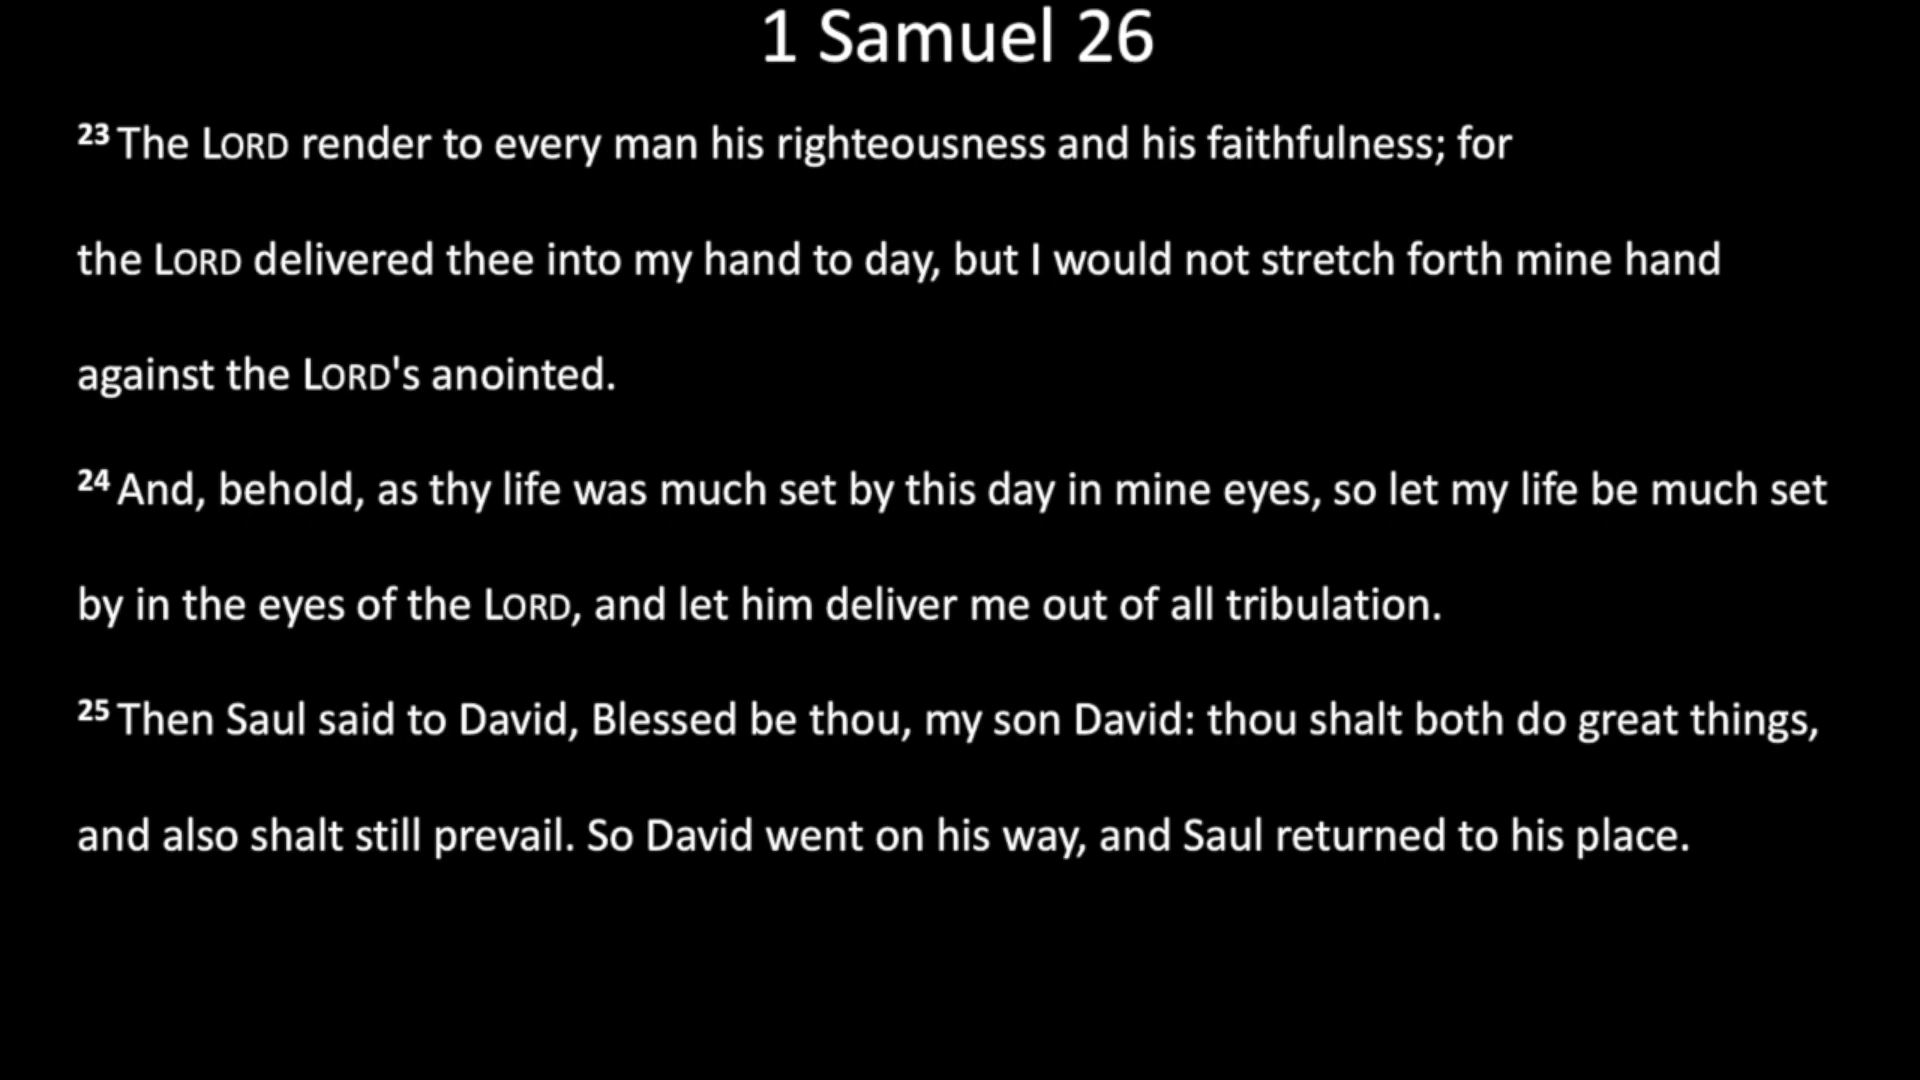 1 Samuel 26
23 The LORD render to every man his righteousness and his faithfulness; for
the LORD delivered thee into my hand to day, but I would not stretch forth mine hand
against the LORD's anointed.
24 And, behold, as thy life was much set by this day in mine eyes, so let my life be much set
by in the eyes of the LORD, and let him deliver me out of all tribulation.
25 Then Saul said to David, Blessed be thou, my son David: thou shalt both do great things,
and also shalt still prevail. So David went on his way, and Saul returned to his place.